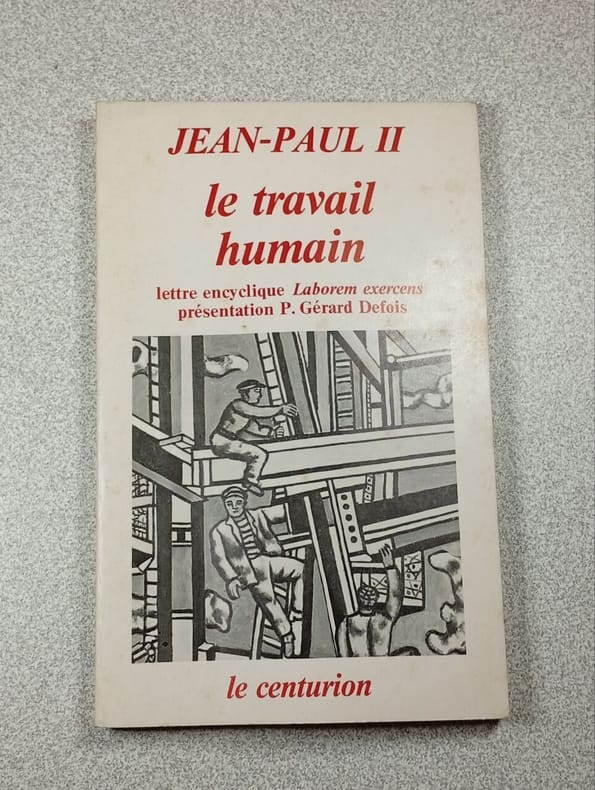 JEAN-PAUL II
le travail
humain
lettre encyclique Laborem exercens
présentation P. Gérard Defois
le centurion